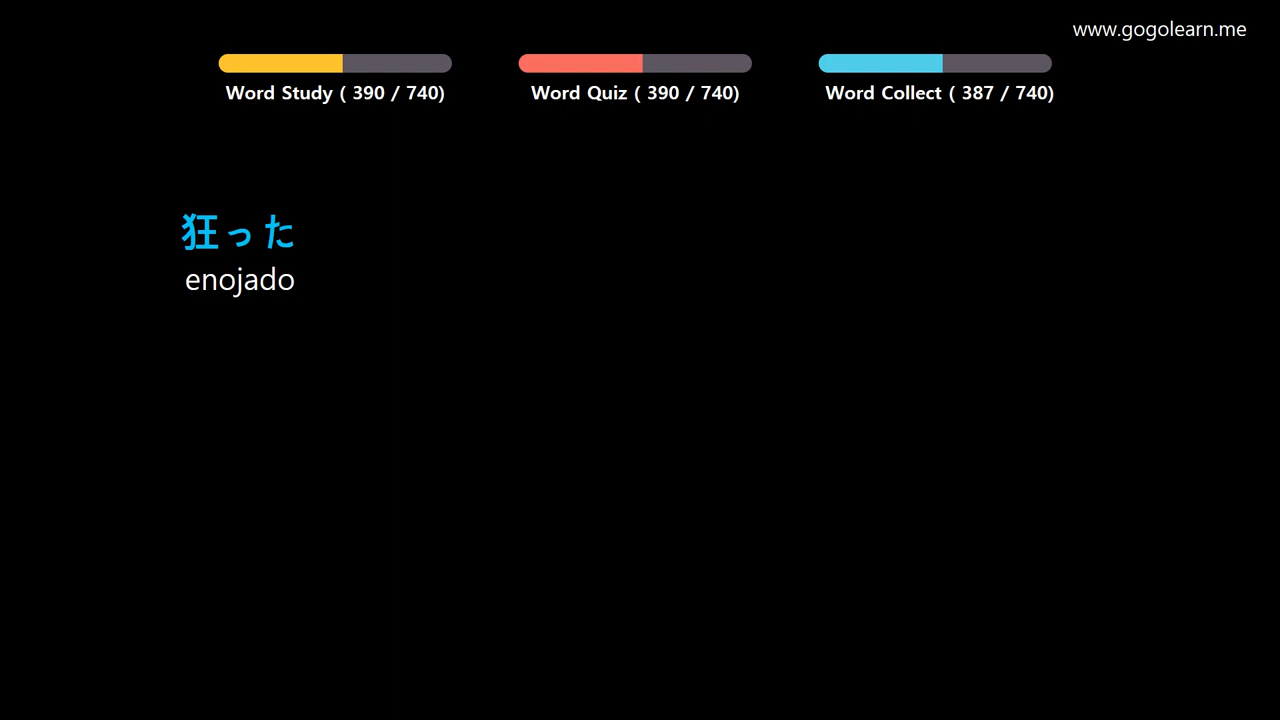 www.gogolearn.me
Word Study ( 390 / 740)
Word Quiz ( 390 / 740)
Word Collect ( 387 / 740)
狂った
enojado